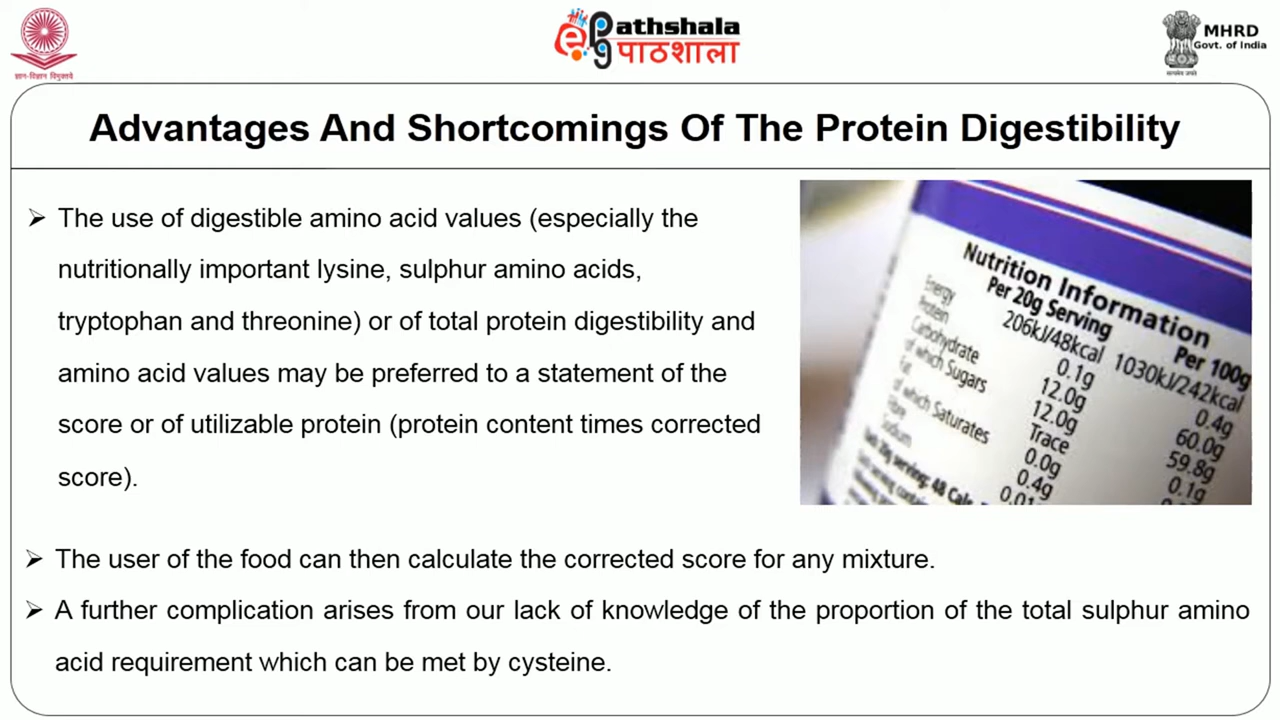 ज्ञान-विज्ञान विमुक्तये
ePathshala
पाठशाला
सत्यमेव जयते
MHRD
Govt. of India
Advantages And Shortcomings Of The Protein Digestibility
➢ The use of digestible amino acid values (especially the
nutritionally important lysine, sulphur amino acids,
tryptophan and threonine) or of total protein digestibility and
amino acid values may be preferred to a statement of the
score or of utilizable protein (protein content times corrected
score).
Nutrition Information
Per 20g Serving Per 100g
Energy 206kJ/48kcal 1030kJ/242kcal
Protein 0.1g 0.4g
Carbohydrate 12.0g 60.0g
of which Sugars 12.0g 59.8g
Fat Trace 0.1g
of which Saturates 0.0g
Fibre 0.4g
Sodium
➢ The user of the food can then calculate the corrected score for any mixture.
➢ A further complication arises from our lack of knowledge of the proportion of the total sulphur amino
acid requirement which can be met by cysteine.